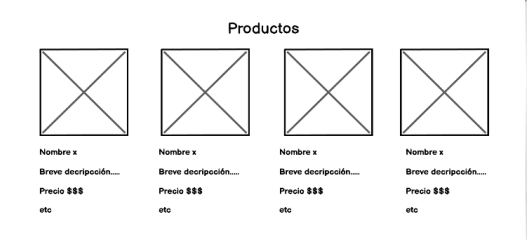 Productos
Nombre x
Breve decripcción.....
Precio $$$
etc
Nombre x
Breve decripcción.....
Precio $$$
etc
Nombre x
Breve decripcción.....
Precio $$$
etc
Nombre x
Breve decripcción.....
Precio $$$
etc